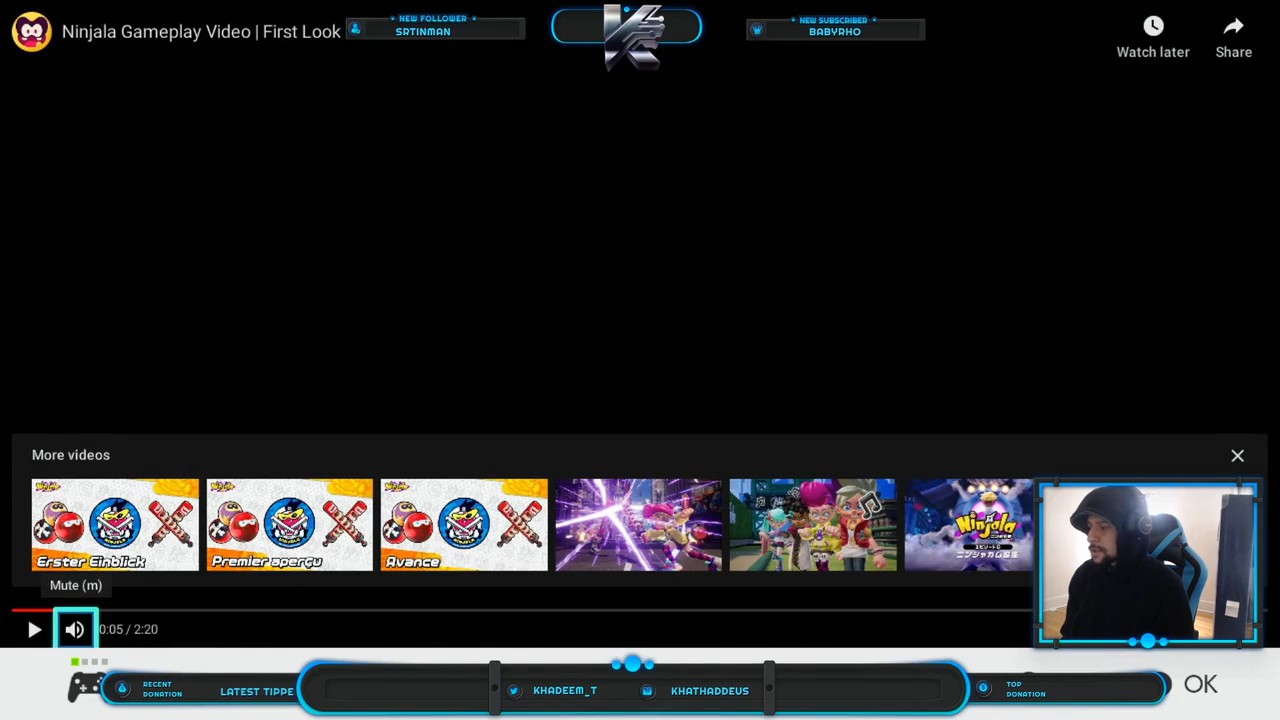 Ninjala Gameplay Video | First Look
NEW FOLLOWER
SRTINMAN
NEW SUBSCRIBER
BABYRHO
Watch later
Share
More videos
Erster Einblick
Premier aperçu
Avance
Ninjala
Mute (m)
0:05 / 2:20
RECENT
DONATION
LATEST TIPPE
KHADEEM_T
KHATHADDEUS
TOP
DONATION
OK